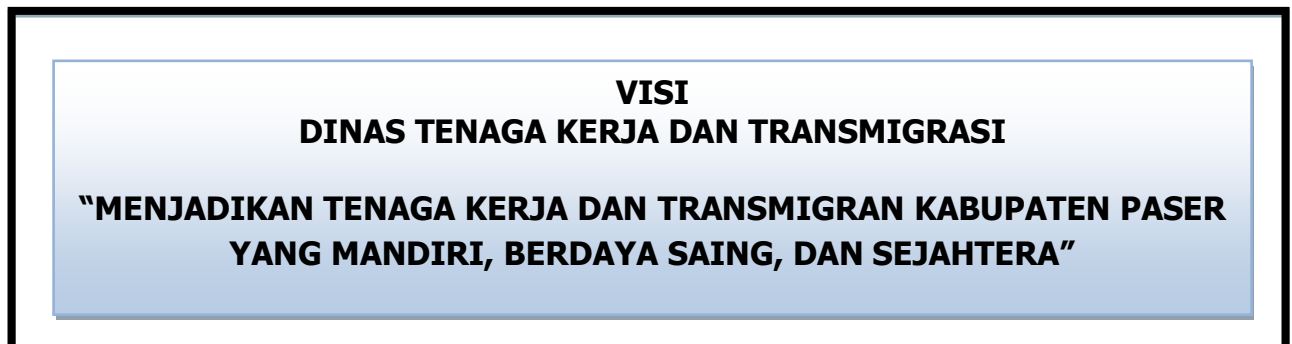 VISI
DINAS TENAGA KERJA DAN TRANSMIGRASI
“MENJADIKAN TENAGA KERJA DAN TRANSMIGRAN KABUPATEN PASER
YANG MANDIRI, BERDAYA SAING, DAN SEJAHTERA”